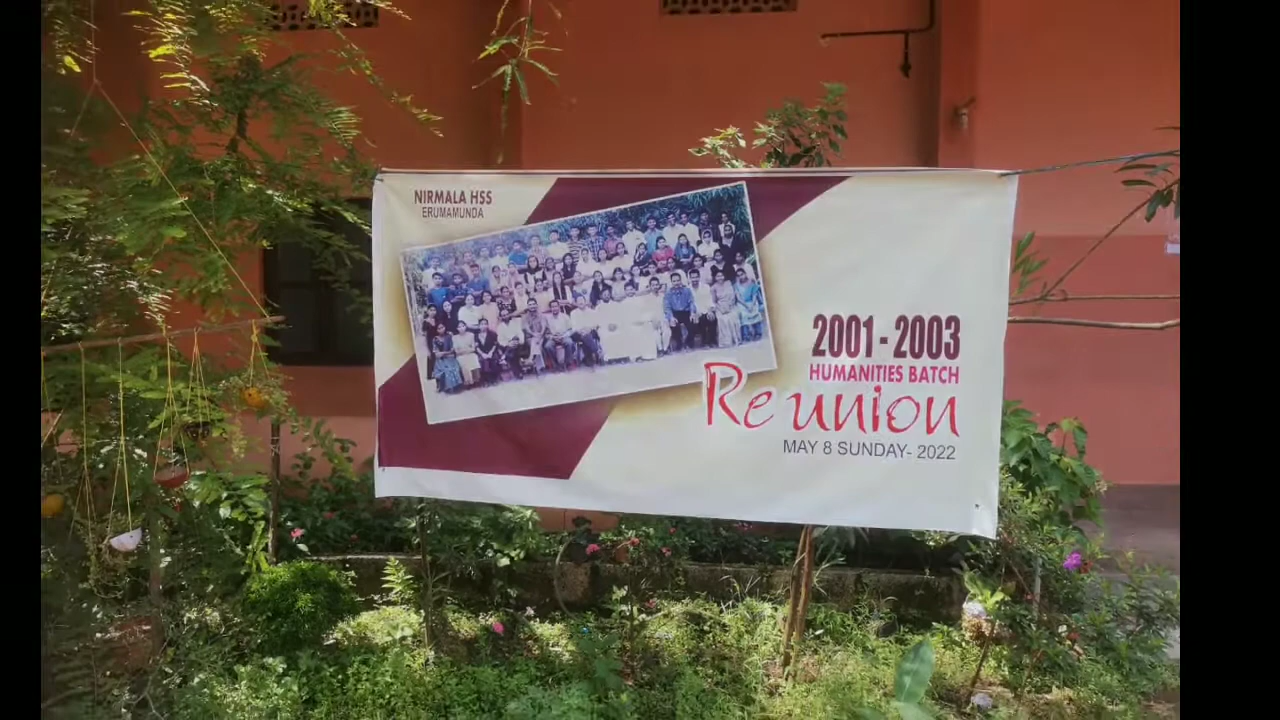 NIRMALA HSS
ERUMAMUNDA
2001 - 2003
HUMANITIES BATCH
Reunion
MAY 8 SUNDAY- 2022